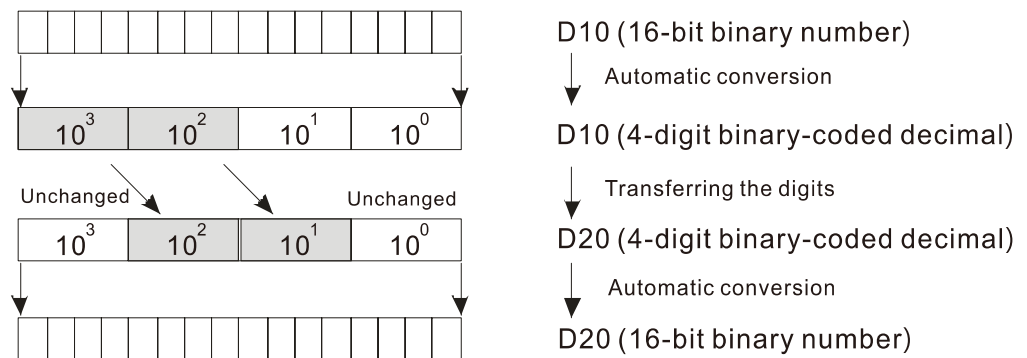 D10 (16-bit binary number)
Automatic conversion
10³ 10² 10¹ 10⁰
D10 (4-digit binary-coded decimal)
Transferring the digits
Unchanged
Unchanged
10³ 10² 10¹ 10⁰
D20 (4-digit binary-coded decimal)
Automatic conversion
D20 (16-bit binary number)